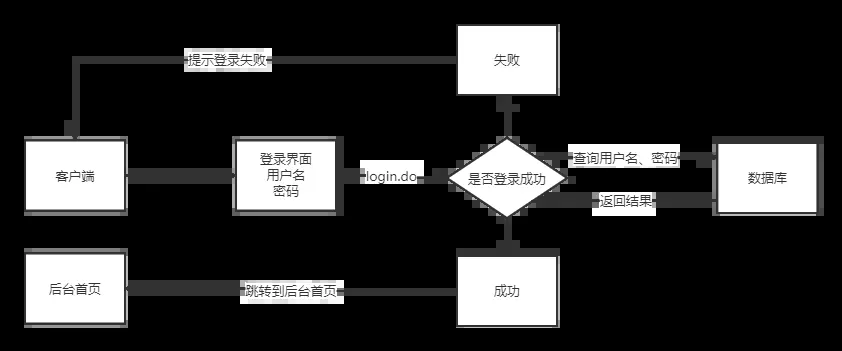 提示登录失败
失败
客户端
登录界面
用户名
密码
login.do
是否登录成功
查询用户名、密码
返回结果
数据库
后台首页
跳转到后台首页
成功